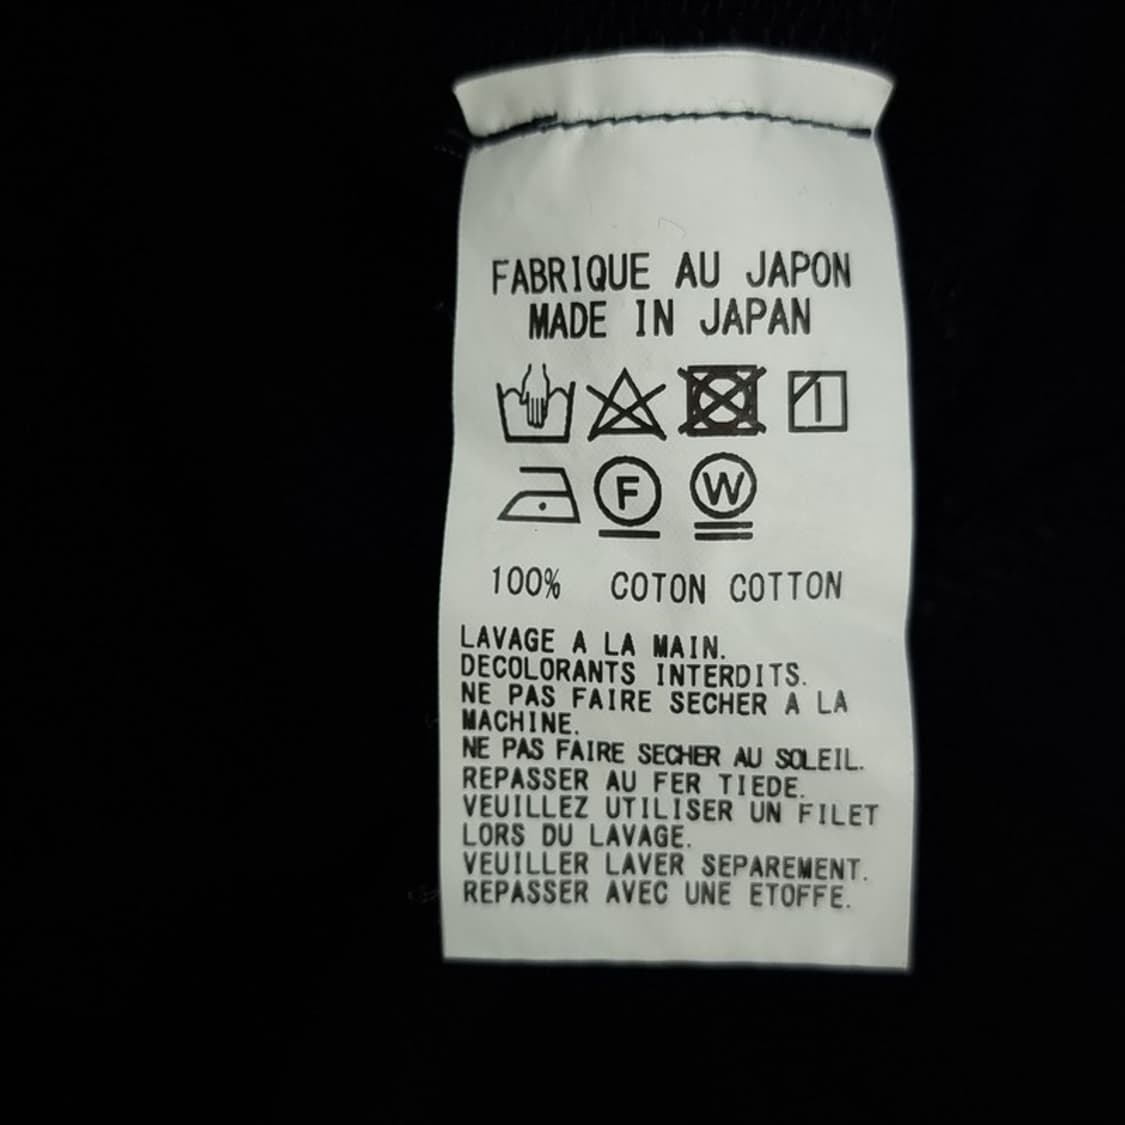 FABRIQUE AU JAPON
MADE IN JAPAN
F W
100% COTON COTTON
LAVAGE A LA MAIN.
DECOLORANTS INTERDITS.
NE PAS FAIRE SECHER A LA
MACHINE.
NE PAS FAIRE SECHER AU SOLEIL.
REPASSER AU FER TIEDE.
VEUILLEZ UTILISER UN FILET
LORS DU LAVAGE.
VEUILLER LAVER SEPAREMENT.
REPASSER AVEC UNE ETOFFE.